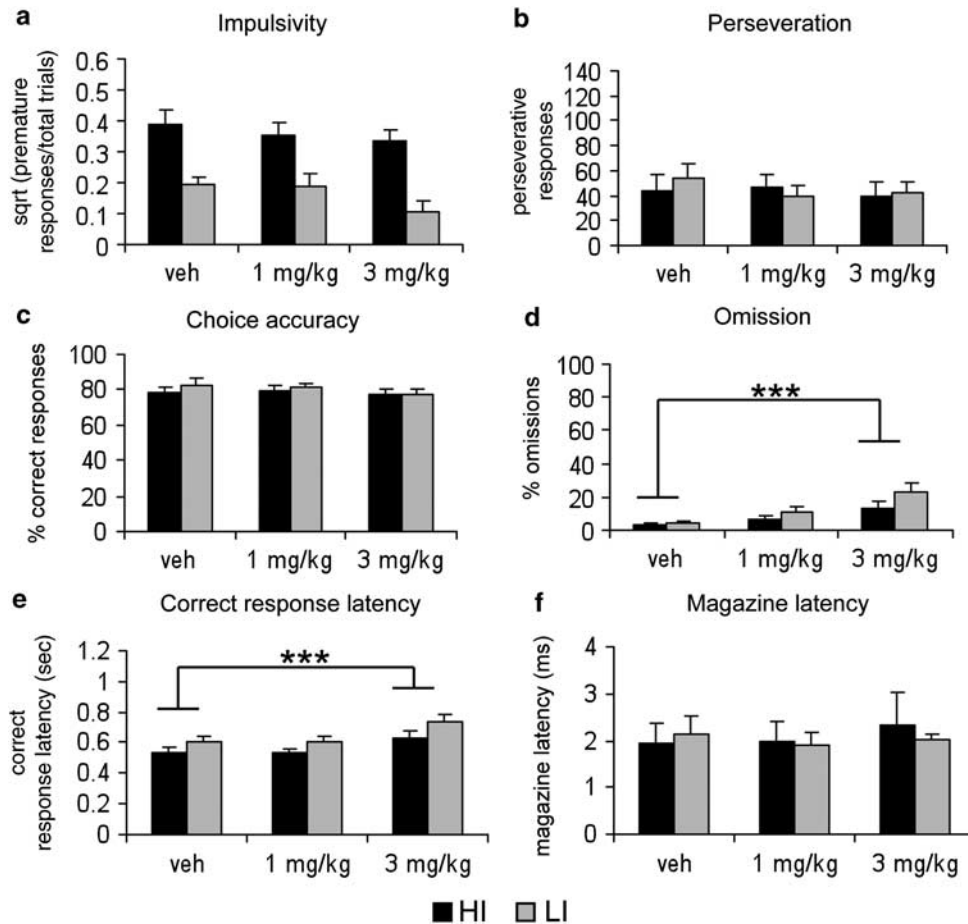 a
Impulsivity
sqrt (premature
responses/total trials)
0.6
0.5
0.4
0.3
0.2
0.1
0
veh
1 mg/kg
3 mg/kg
b
Perseveration
perseverative
responses
140
120
100
80
60
40
20
0
veh
1 mg/kg
3 mg/kg
c
Choice accuracy
% correct responses
100
80
60
40
20
0
veh
1 mg/kg
3 mg/kg
d
Omission
% omissions
100
80
60
40
20
0
***
veh
1 mg/kg
3 mg/kg
e
Correct response latency
correct
response latency (sec)
1.2
1
0.8
0.6
0.4
0.2
0
***
veh
1 mg/kg
3 mg/kg
f
Magazine latency
magazine latency (ms)
4
3
2
1
0
veh
1 mg/kg
3 mg/kg
HI
LI